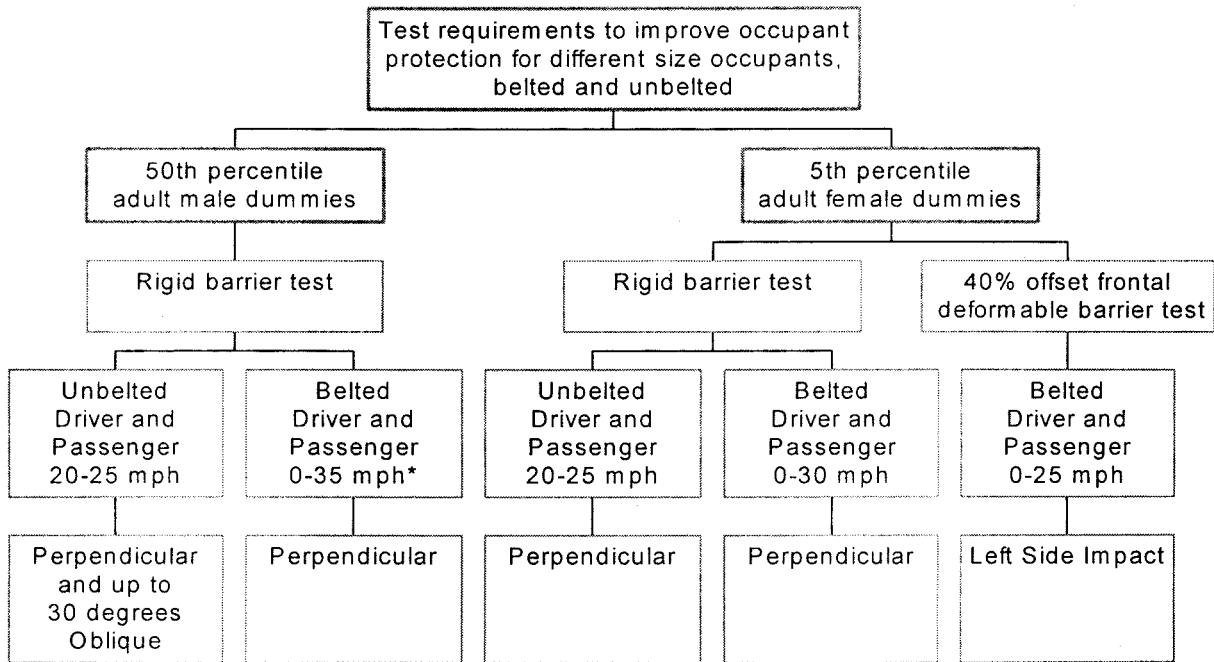 Test requirements to improve occupant
protection for different size occupants,
belted and unbelted
50th percentile
adult male dummies
5th percentile
adult female dummies
Rigid barrier test
Rigid barrier test
40% offset frontal
deformable barrier test
Unbelted
Driver and
Passenger
20-25 mph
Belted
Driver and
Passenger
0-35 mph*
Unbelted
Driver and
Passenger
20-25 mph
Belted
Driver and
Passenger
0-30 mph
Belted
Driver and
Passenger
0-25 mph
Perpendicular
and up to
30 degrees
Oblique
Perpendicular
Perpendicular
Perpendicular
Left Side Impact